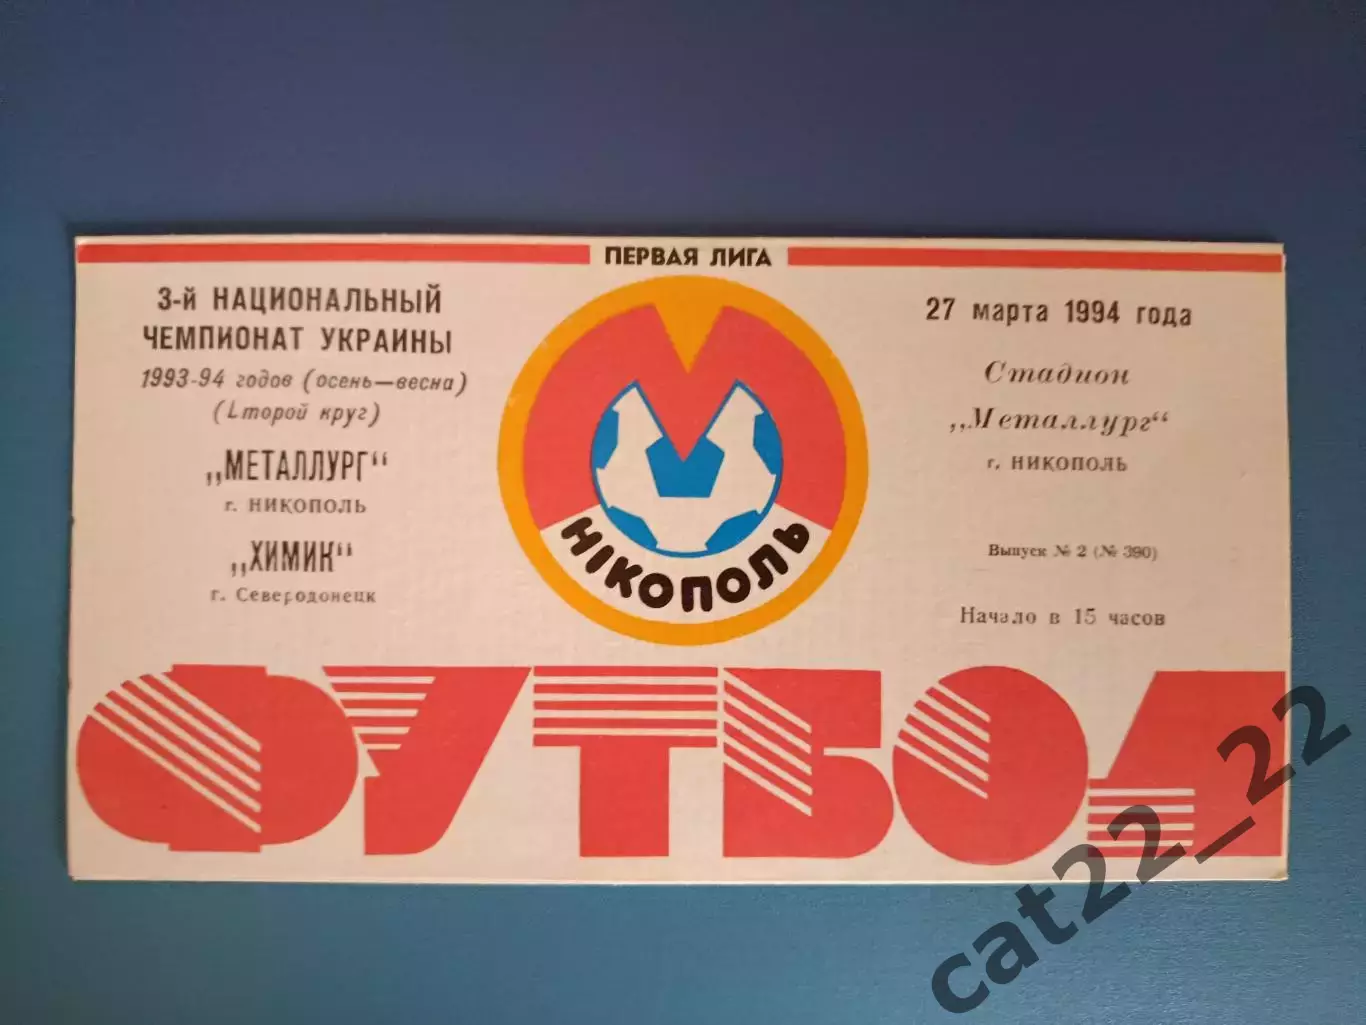 ПЕРВАЯ ЛИГА
3-й НАЦИОНАЛЬНЫЙ
ЧЕМПИОНАТ УКРАИНЫ
1993-94 годов (осень—весна)
(Второй круг)
„МЕТАЛЛУРГ“
г. НИКОПОЛЬ
„ХИМИК“
г. Северодонецк
НІКОПОЛЬ
27 марта 1994 года
Стадион
„Металлург“
г. НИКОПОЛЬ
Выпуск № 2 (№ 390)
Начало в 15 часов
ФУТБОЛ
cat22_22